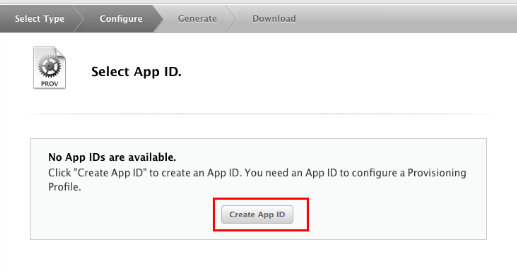 Select Type Configure Generate Download
PROV
Select App ID.
No App IDs are available.
Click "Create App ID" to create an App ID. You need an App ID to configure a Provisioning
Profile.
Create App ID